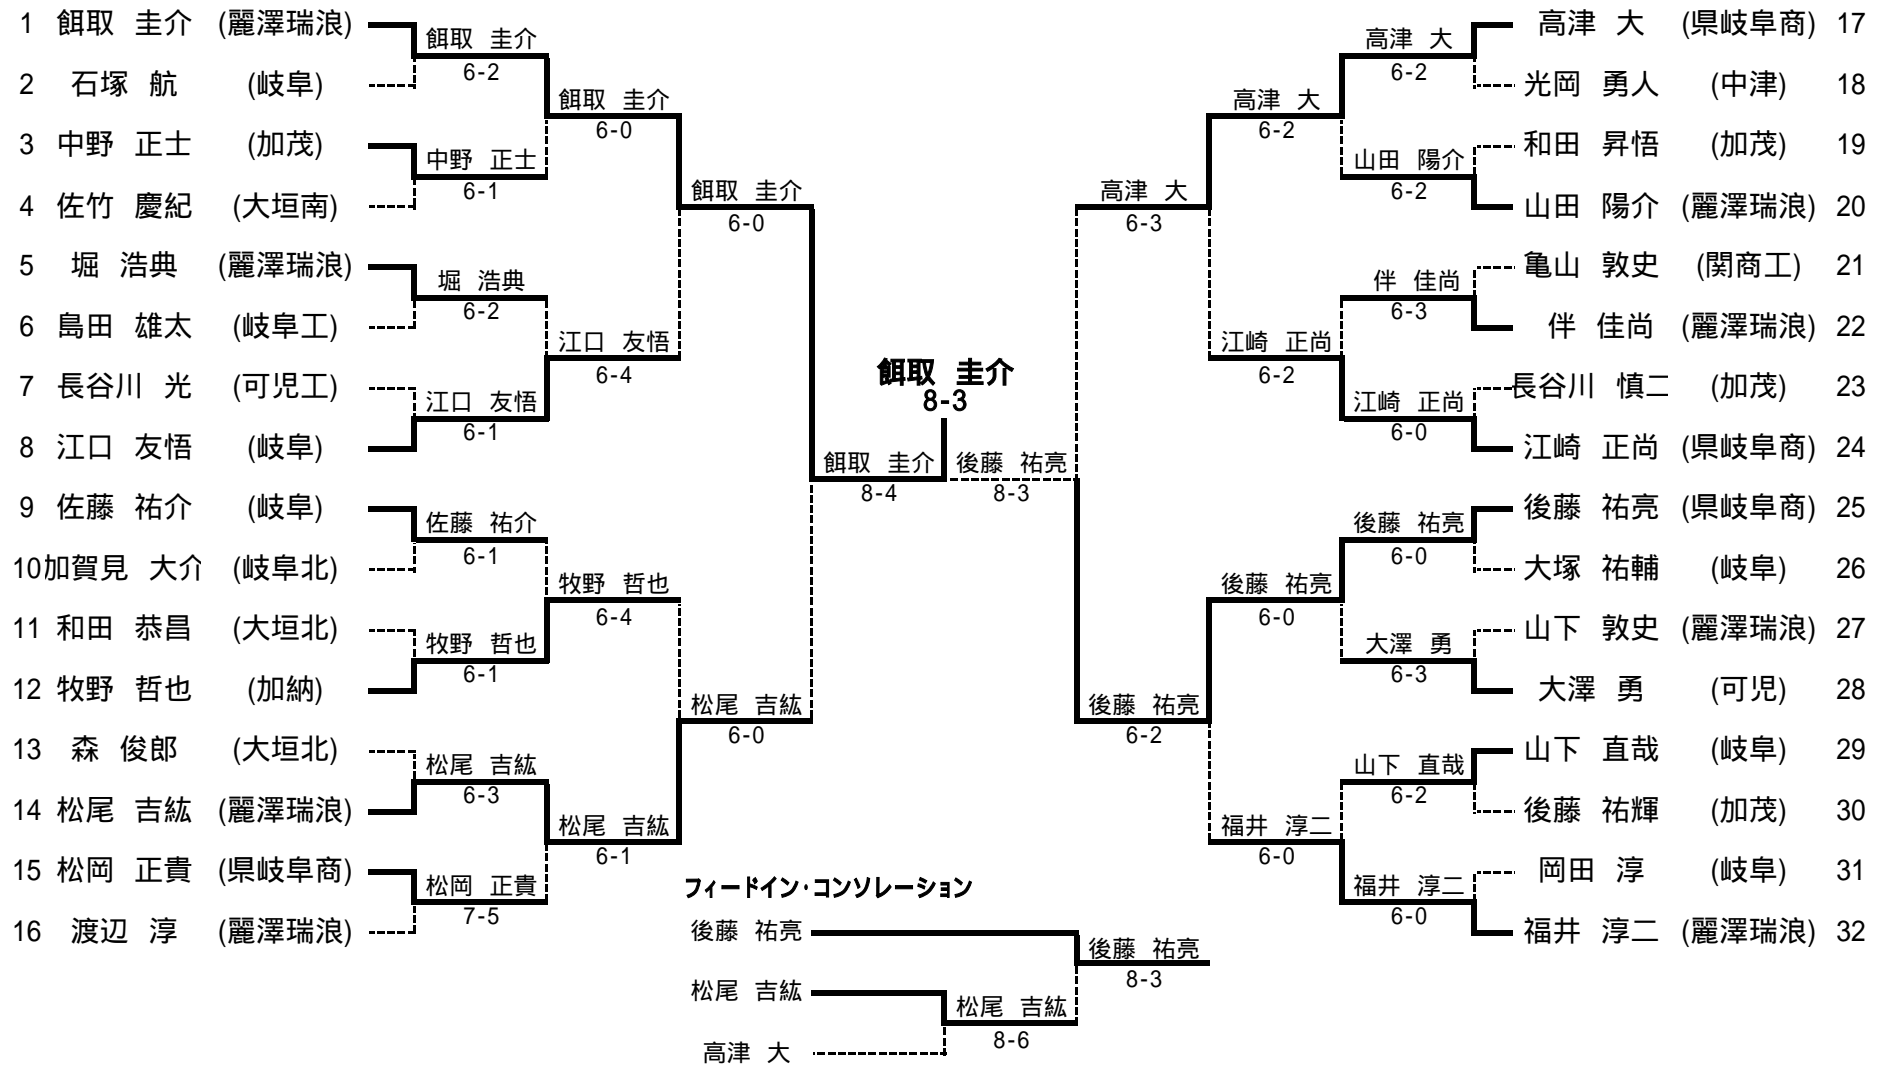 1 餌取 圭介 (麗澤瑞浪)
2 石塚 航 (岐阜)
3 中野 正士 (加茂)
4 佐竹 慶紀 (大垣南)
5 堀 浩典 (麗澤瑞浪)
6 島田 雄太 (岐阜工)
7 長谷川 光 (可児工)
8 江口 友悟 (岐阜)
9 佐藤 祐介 (岐阜)
10 加賀見 大介 (岐阜北)
11 和田 恭昌 (大垣北)
12 牧野 哲也 (加納)
13 森 俊郎 (大垣北)
14 松尾 吉紘 (麗澤瑞浪)
15 松岡 正貴 (県岐阜商)
16 渡辺 淳 (麗澤瑞浪)
餌取 圭介
6-2
中野 正士
6-1
堀 浩典
6-2
江口 友悟
6-1
佐藤 祐介
6-1
牧野 哲也
6-1
松尾 吉紘
6-3
松岡 正貴
7-5
餌取 圭介
6-0
江口 友悟
6-4
牧野 哲也
6-4
松尾 吉紘
6-1
餌取 圭介
6-0
松尾 吉紘
6-0
餌取 圭介
8-4
餌取 圭介
8-3
後藤 祐亮
8-3
高津 大
6-3
後藤 祐亮
6-2
高津 大
6-2
江崎 正尚
6-2
後藤 祐亮
6-0
福井 淳二
6-0
高津 大
6-2
山田 陽介
6-2
伴 佳尚
6-3
江崎 正尚
6-0
後藤 祐亮
6-0
大澤 勇
6-3
山下 直哉
6-2
福井 淳二
6-0
高津 大 (県岐阜商) 17
光岡 勇人 (中津) 18
和田 昇悟 (加茂) 19
山田 陽介 (麗澤瑞浪) 20
亀山 敦史 (関商工) 21
伴 佳尚 (麗澤瑞浪) 22
長谷川 慎二 (加茂) 23
江崎 正尚 (県岐阜商) 24
後藤 祐亮 (県岐阜商) 25
大塚 祐輔 (岐阜) 26
山下 敦史 (麗澤瑞浪) 27
大澤 勇 (可児) 28
山下 直哉 (岐阜) 29
後藤 祐輝 (加茂) 30
岡田 淳 (岐阜) 31
福井 淳二 (麗澤瑞浪) 32
フィードイン・コンソレーション
後藤 祐亮
松尾 吉紘
高津 大
松尾 吉紘
8-6
後藤 祐亮
8-3